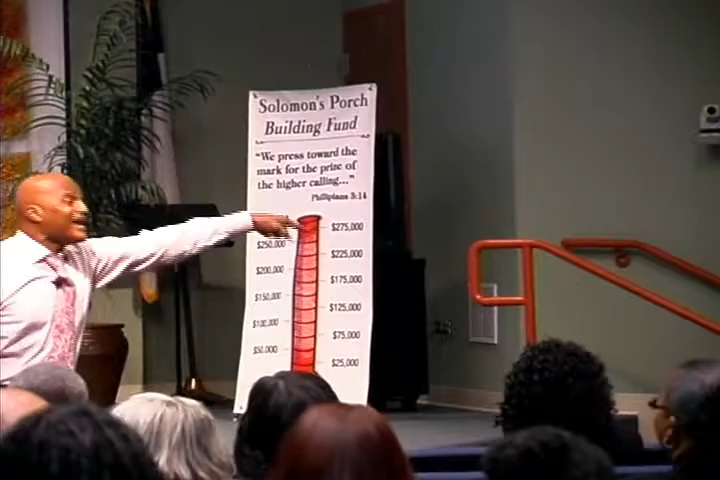 Solomon's Porch
Building Fund
"We press toward the
mark for the prize of
the higher calling..."
Philippians 3:14
$275,000
$250,000
$225,000
$200,000
$175,000
$150,000
$125,000
$100,000
$75,000
$50,000
$25,000